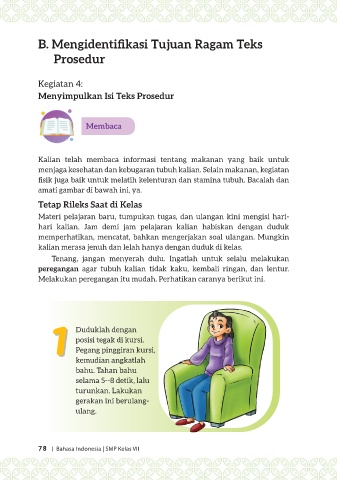 B. Mengidentifikasi Tujuan Ragam Teks
Prosedur
Kegiatan 4:
Menyimpulkan Isi Teks Prosedur
Membaca
Kalian telah membaca informasi tentang makanan yang baik untuk
menjaga kesehatan dan kebugaran tubuh kalian. Selain makanan, kegiatan
fisik juga baik untuk melatih kelenturan dan stamina tubuh. Bacalah dan
amati gambar di bawah ini, ya.
Tetap Rileks Saat di Kelas
Materi pelajaran baru, tumpukan tugas, dan ulangan kini mengisi hari-
hari kalian. Jam demi jam pelajaran kalian habiskan dengan duduk
memperhatikan, mencatat, bahkan mengerjakan soal ulangan. Mungkin
kalian merasa jenuh dan lelah hanya dengan duduk di kelas.
Tenang, jangan menyerah dulu. Ingatlah untuk selalu melakukan
peregangan agar tubuh kalian tidak kaku, kembali ringan, dan lentur.
Melakukan peregangan itu mudah. Perhatikan caranya berikut ini.
1
Duduklah dengan
posisi tegak di kursi.
Pegang pinggiran kursi,
kemudian angkatlah
bahu. Tahan bahu
selama 5--8 detik, lalu
turunkan. Lakukan
gerakan ini berulang-
ulang.
78 | Bahasa Indonesia | SMP Kelas VII